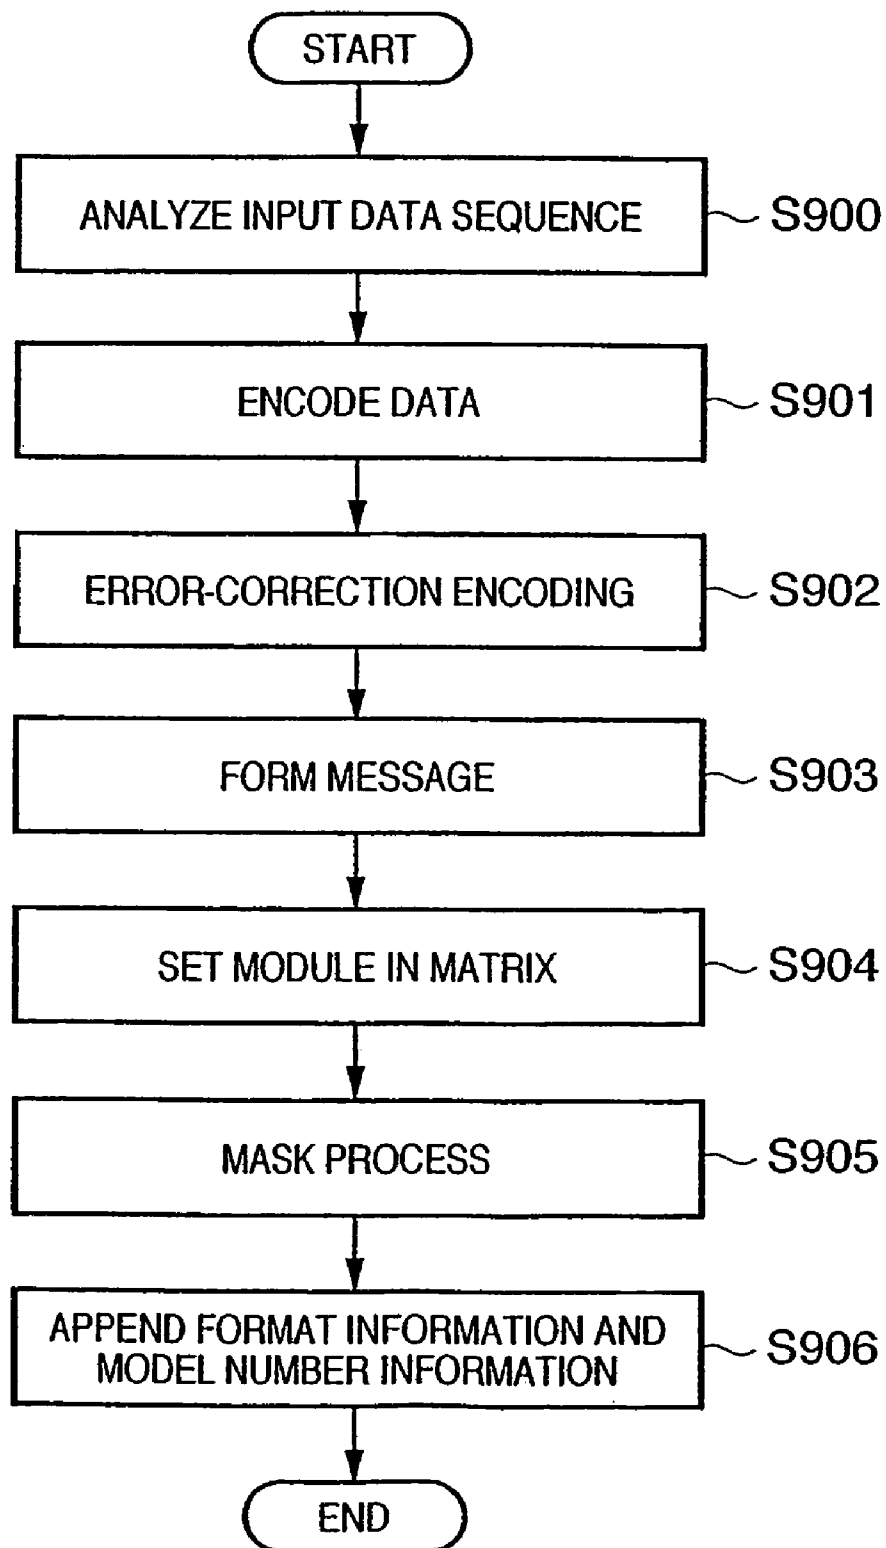 START
ANALYZE INPUT DATA SEQUENCE
S900
ENCODE DATA
S901
ERROR-CORRECTION ENCODING
S902
FORM MESSAGE
S903
SET MODULE IN MATRIX
S904
MASK PROCESS
S905
APPEND FORMAT INFORMATION AND
MODEL NUMBER INFORMATION
S906
END